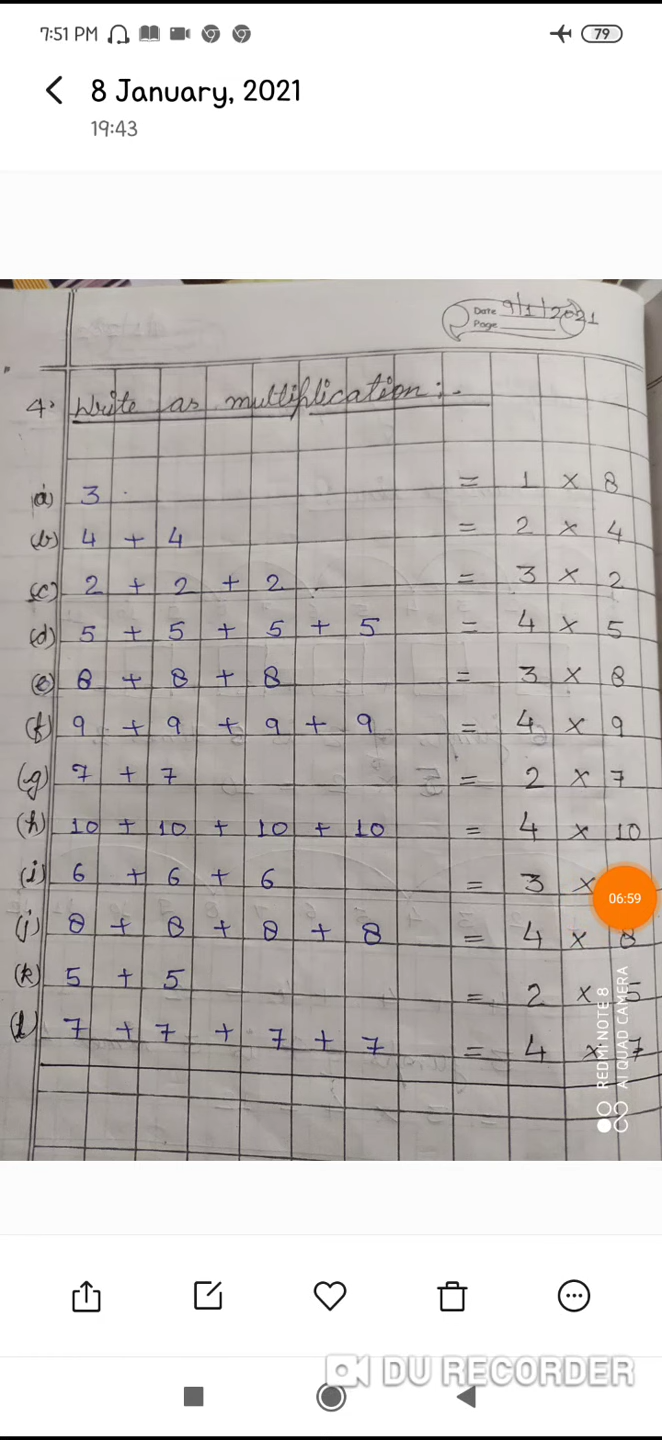 7:51 PM
79
8 January, 2021
19:43
Date 9/1/2021
Page
4. Write as multiplication :-
(a) 3 = 1 × 8
(b) 4 + 4 = 2 × 4
(c) 2 + 2 + 2 = 3 × 2
(d) 5 + 5 + 5 + 5 = 4 × 5
(e) 8 + 8 + 8 = 3 × 8
(f) 9 + 9 + 9 + 9 = 4 × 9
(g) 7 + 7 = 2 × 7
(h) 10 + 10 + 10 + 10 = 4 × 10
(i) 6 + 6 + 6 = 3 ×
06:59
(j) 8 + 8 + 8 + 8 = 4 × 8
(k) 5 + 5 = 2 × 5
(l) 7 + 7 + 7 + 7 = 4 × 7
REDMI NOTE 8
AI QUAD CAMERA
DU RECORDER